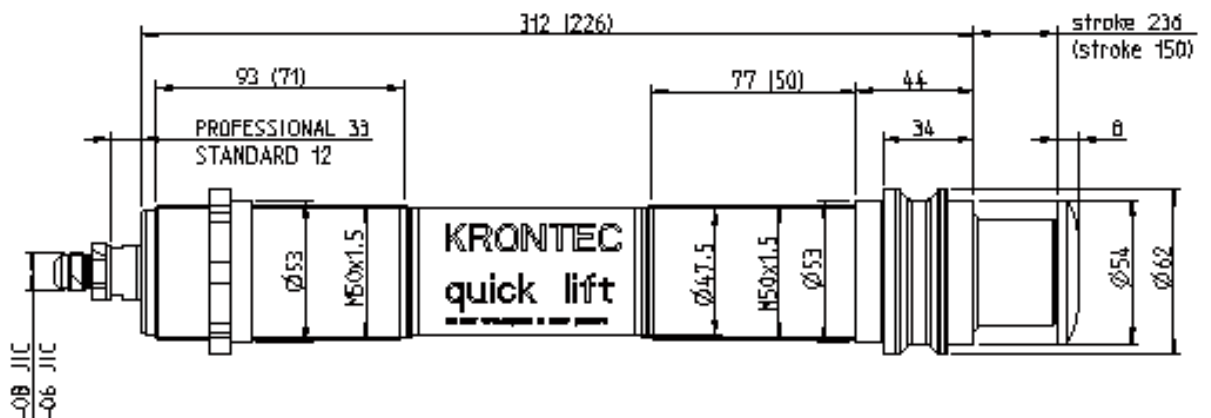 312 (226)
stroke 236
(stroke 150)
93 (71)
77 (50)
44
PROFESSIONAL 33
STANDARD 12
34
8
KRONTEC
quick lift
Ø53
M50x1.5
Ø47.5
M50x1.5
Ø53
Ø54
Ø62
-08 JIC
-06 JIC